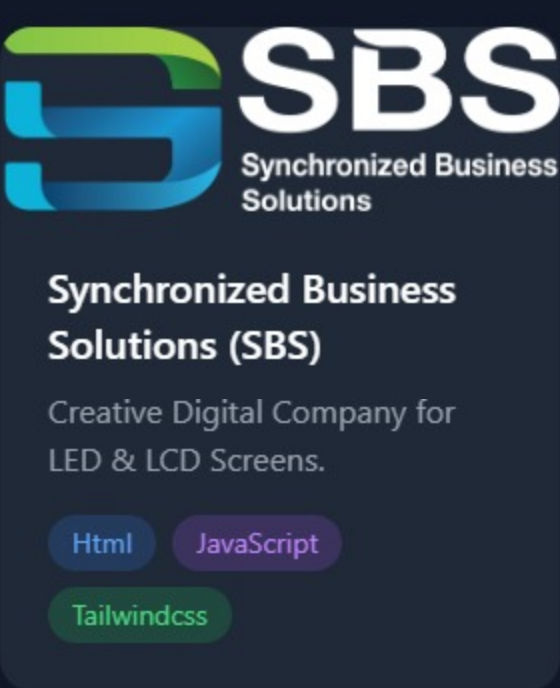 SBS
Synchronized Business
Solutions
Synchronized Business
Solutions (SBS)
Creative Digital Company for
LED & LCD Screens.
Html
JavaScript
Tailwindcss